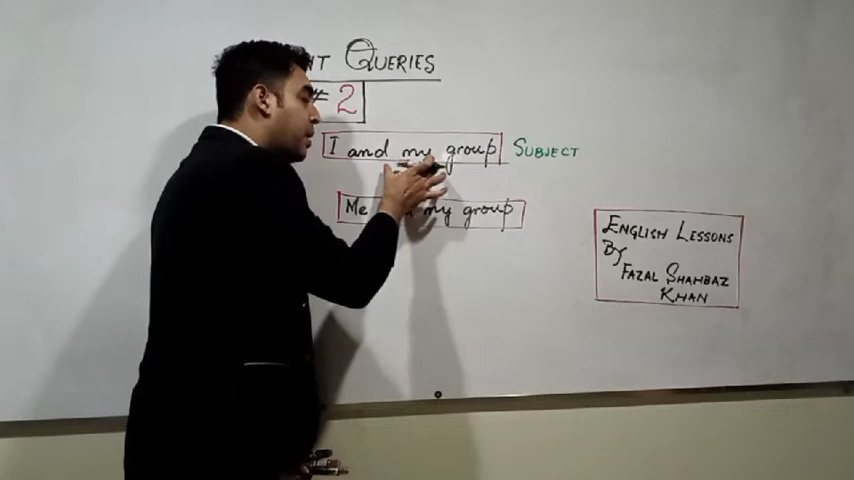 QUERIES
# 2
I and my group SUBJECT
Me my group
ENGLISH LESSONS
BY
FAZAL SHAHBAZ
KHAN